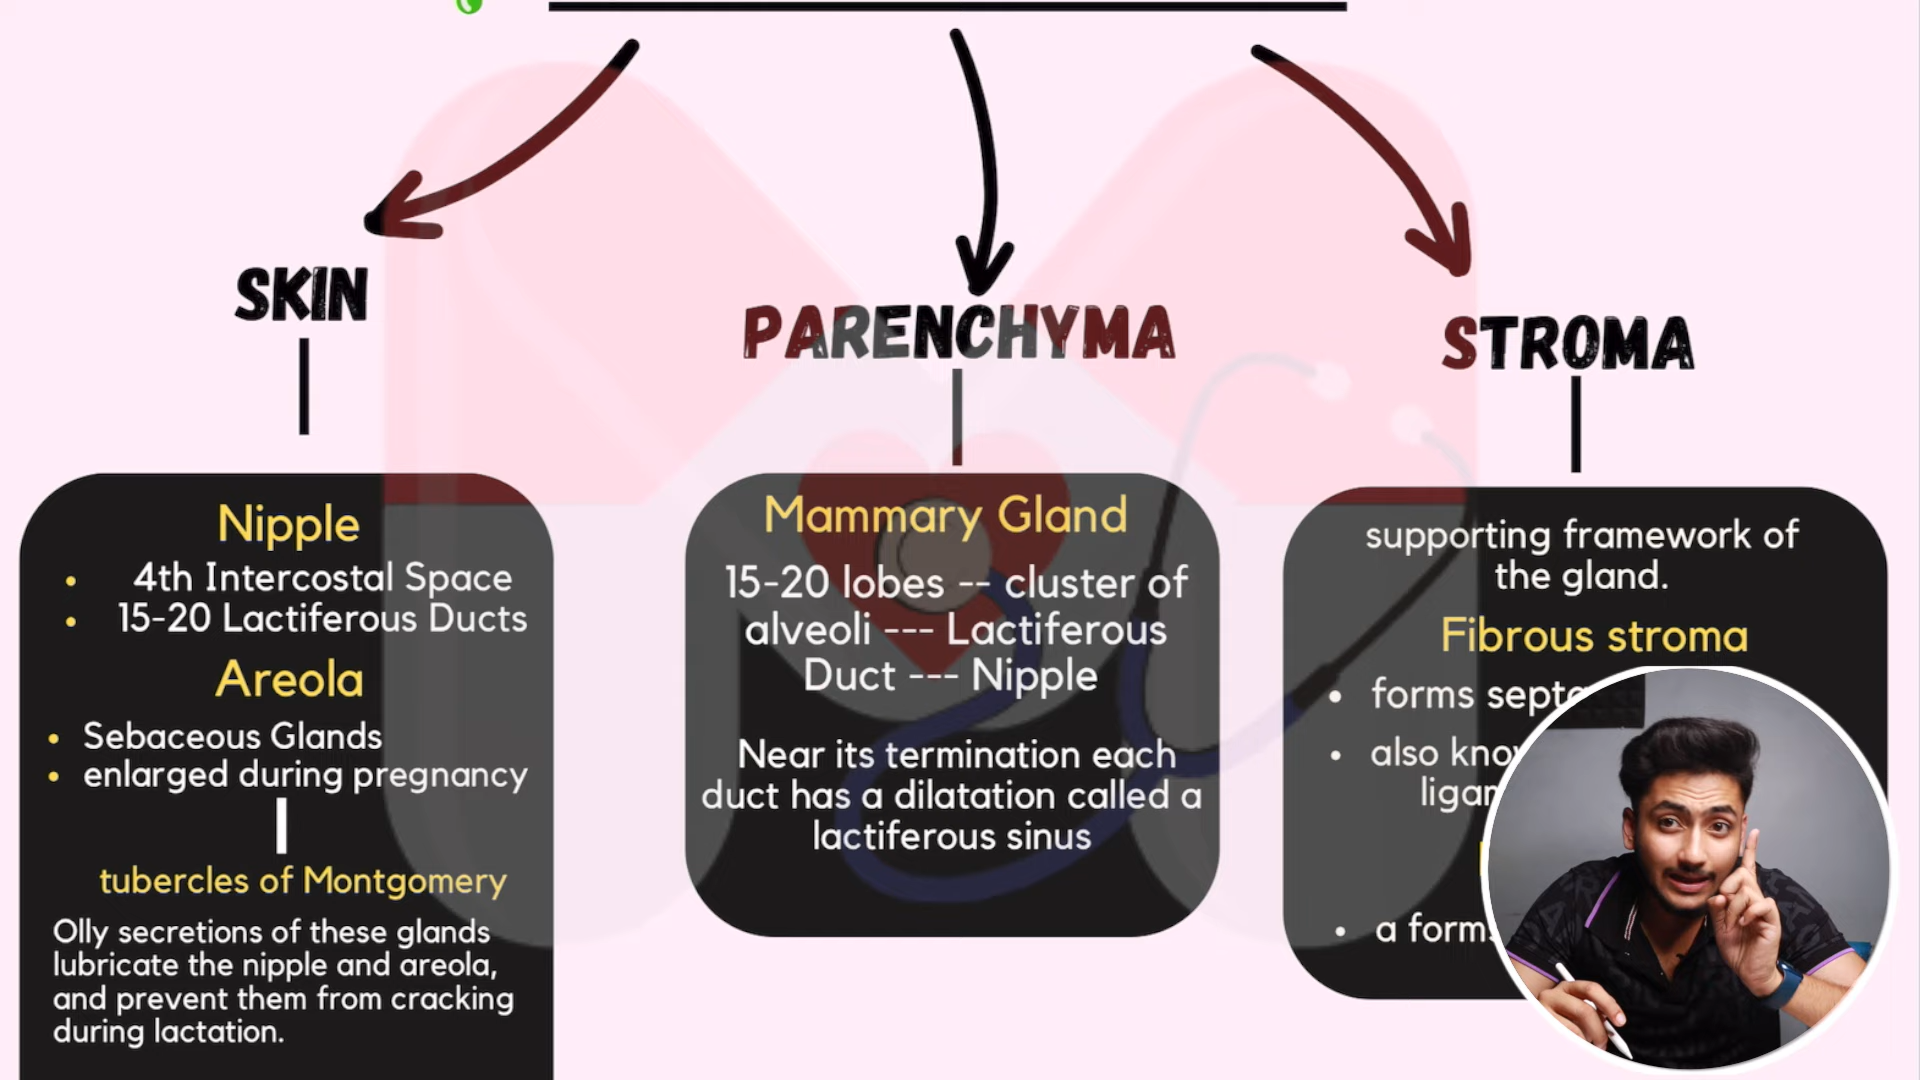 SKIN
PARENCHYMA
STROMA
Nipple
4th Intercostal Space
15-20 Lactiferous Ducts
Areola
Sebaceous Glands
enlarged during pregnancy
tubercles of Montgomery
Olly secretions of these glands
lubricate the nipple and areola,
and prevent them from cracking
during lactation.
Mammary Gland
15-20 lobes -- cluster of
alveoli --- Lactiferous
Duct --- Nipple
Near its termination each
duct has a dilatation called a
lactiferous sinus
supporting framework of
the gland.
Fibrous stroma
forms
also
a